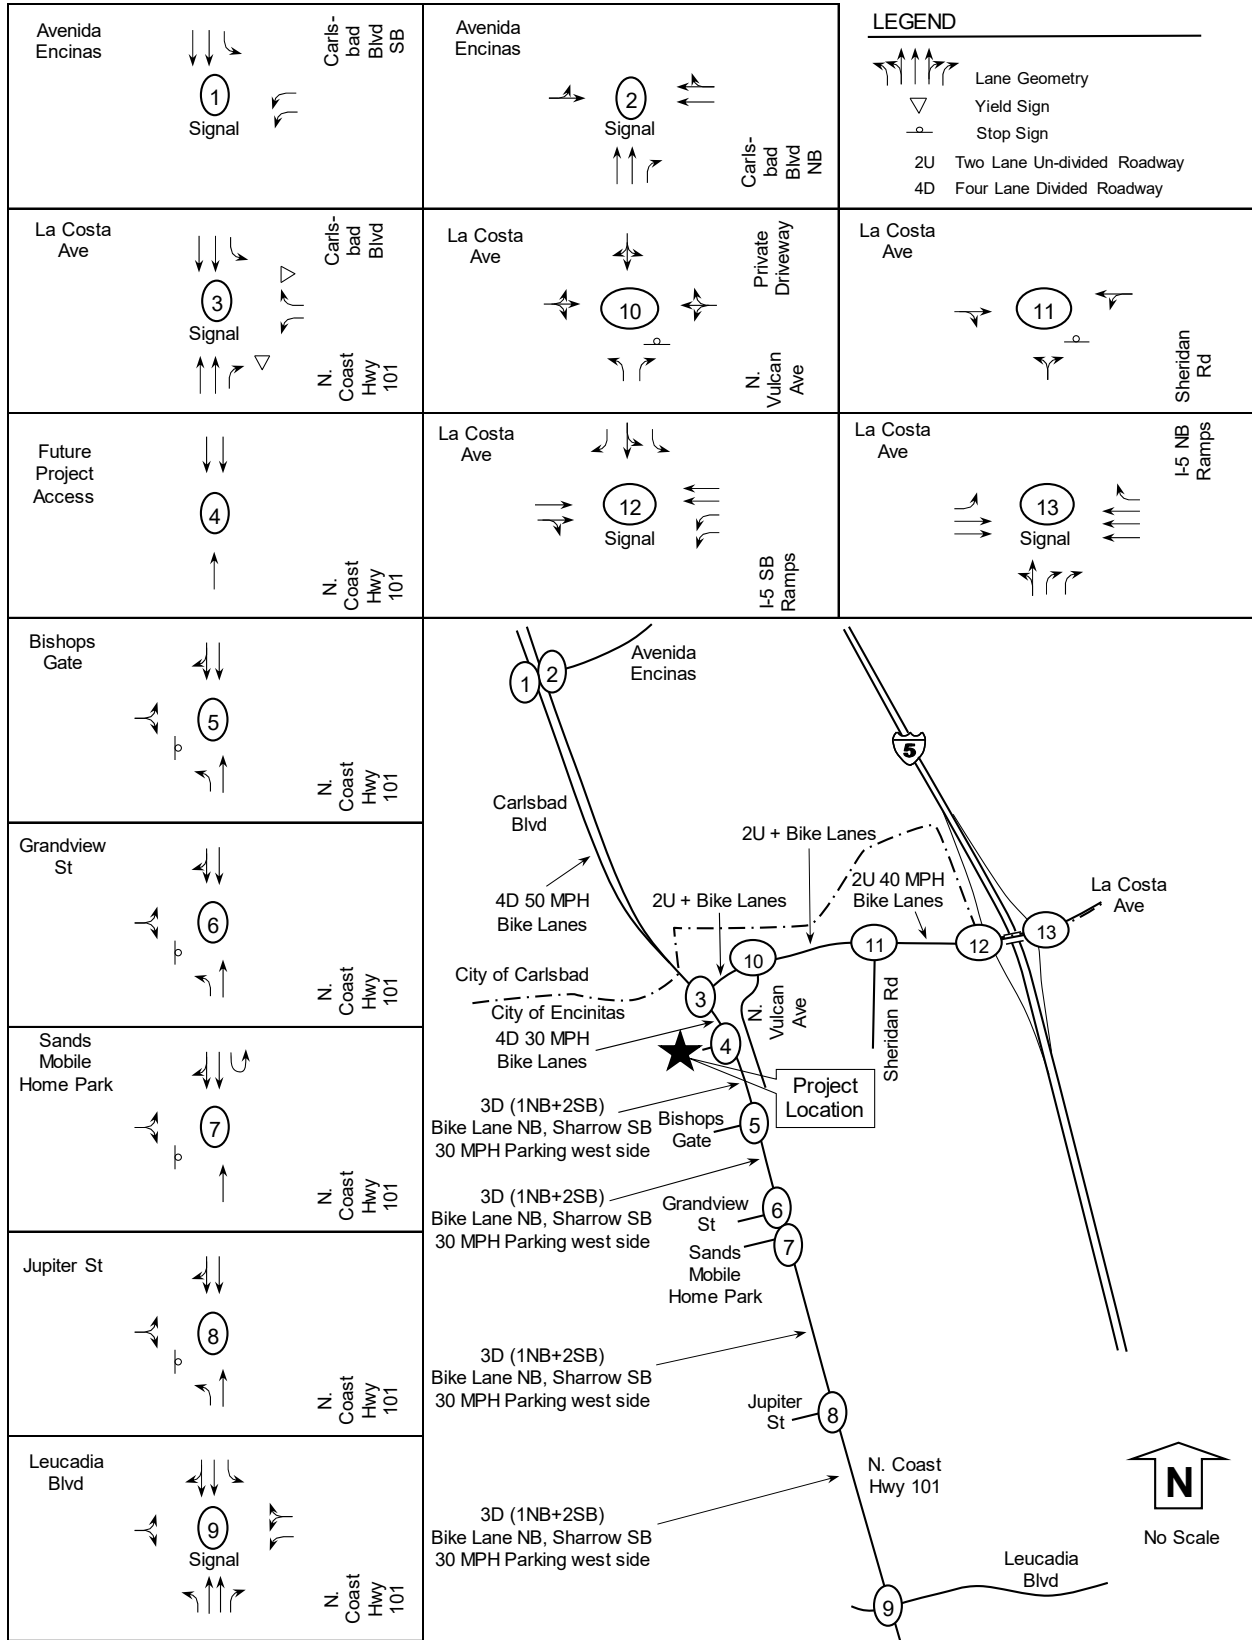 Avenida
Encinas
Carls-
bad
Blvd
SB
1
Signal
Avenida
Encinas
2
Signal
Carls-
bad
Blvd
NB
LEGEND
Lane Geometry
Yield Sign
Stop Sign
2U Two Lane Un-divided Roadway
4D Four Lane Divided Roadway
La Costa
Ave
Carls-
bad
Blvd
3
Signal
N.
Coast
Hwy
101
La Costa
Ave
Private
Driveway
10
N.
Vulcan
Ave
La Costa
Ave
11
Sheridan
Rd
Future
Project
Access
4
N.
Coast
Hwy
101
La Costa
Ave
12
Signal
I-5 SB
Ramps
La Costa
Ave
I-5 NB
Ramps
13
Signal
Bishops
Gate
5
N.
Coast
Hwy
101
Grandview
St
6
N.
Coast
Hwy
101
Sands
Mobile
Home Park
7
N.
Coast
Hwy
101
Jupiter St
8
N.
Coast
Hwy
101
Leucadia
Blvd
9
Signal
N.
Coast
Hwy
101
1
2
Avenida
Encinas
5
Carlsbad
Blvd
4D 50 MPH
Bike Lanes
2U + Bike Lanes
2U + Bike Lanes
2U 40 MPH
Bike Lanes
La Costa
Ave
13
12
11
10
3
City of Carlsbad
City of Encinitas
N.
Vulcan
Ave
Sheridan Rd
4D 30 MPH
Bike Lanes
4
Project
Location
3D (1NB+2SB)
Bike Lane NB, Sharrow SB
30 MPH Parking west side
Bishops
Gate
5
3D (1NB+2SB)
Bike Lane NB, Sharrow SB
30 MPH Parking west side
Grandview
St
6
7
Sands
Mobile
Home Park
3D (1NB+2SB)
Bike Lane NB, Sharrow SB
30 MPH Parking west side
Jupiter
St
8
N. Coast
Hwy 101
3D (1NB+2SB)
Bike Lane NB, Sharrow SB
30 MPH Parking west side
N
No Scale
Leucadia
Blvd
9